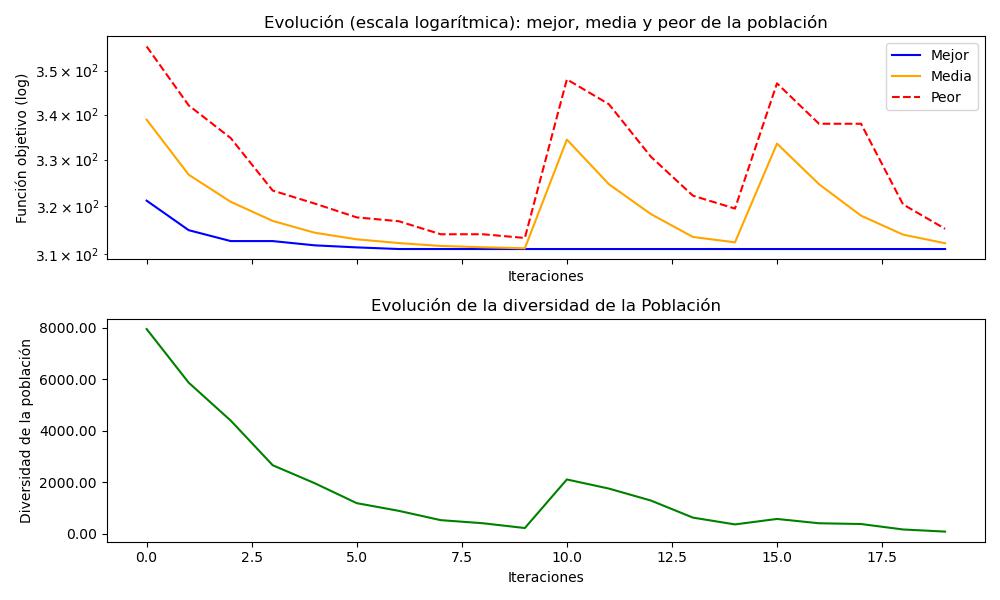 Evolución (escala logarítmica): mejor, media y peor de la población
Función objetivo (log)
3.5 × 10²
3.4 × 10²
3.3 × 10²
3.2 × 10²
3.1 × 10²
Mejor
Media
Peor
Iteraciones
Evolución de la diversidad de la Población
Diversidad de la población
8000.00
6000.00
4000.00
2000.00
0.00
0.0 2.5 5.0 7.5 10.0 12.5 15.0 17.5
Iteraciones